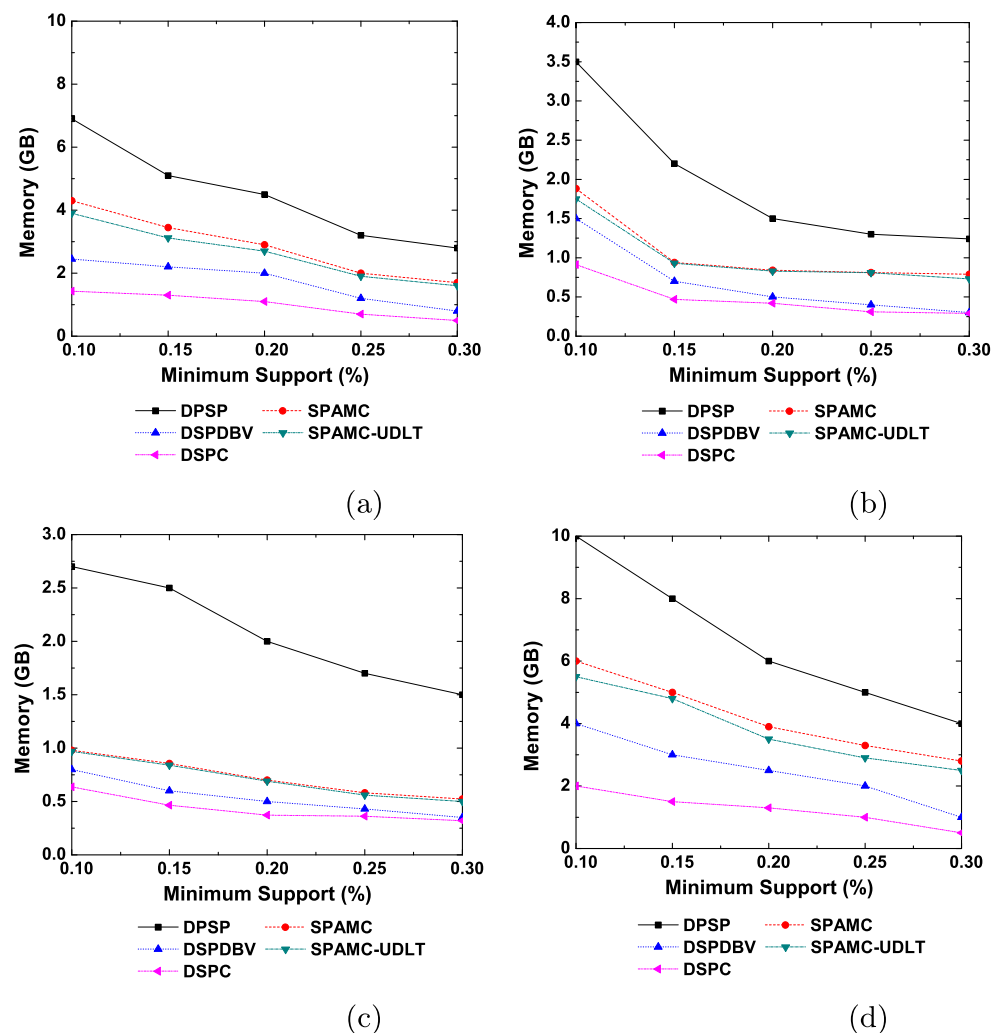 10
8
6
4
2
0
Memory (GB)
0.10 0.15 0.20 0.25 0.30
Minimum Support (%)
DPSP SPAMC
DSPDBV SPAMC-UDLT
DSPC
(a)
4.0
3.5
3.0
2.5
2.0
1.5
1.0
0.5
0.0
Memory (GB)
0.10 0.15 0.20 0.25 0.30
Minimum Support (%)
DPSP SPAMC
DSPDBV SPAMC-UDLT
DSPC
(b)
3.0
2.5
2.0
1.5
1.0
0.5
0.0
Memory (GB)
0.10 0.15 0.20 0.25 0.30
Minimum Support (%)
DPSP SPAMC
DSPDBV SPAMC-UDLT
DSPC
(c)
10
8
6
4
2
0
Memory (GB)
0.10 0.15 0.20 0.25 0.30
Minimum Support (%)
DPSP SPAMC
DSPDBV SPAMC-UDLT
DSPC
(d)